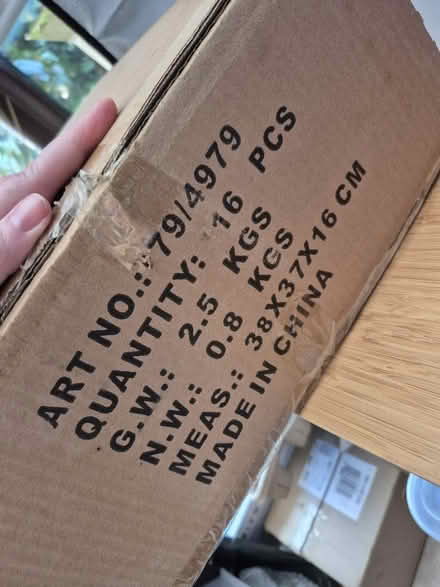 ART NO.: 79/4979
QUANTITY: 16 PCS
G.W.: 2.5 KGS
N.W.: 0.8 KGS
MEAS.: 38X37X16 CM
MADE IN CHINA